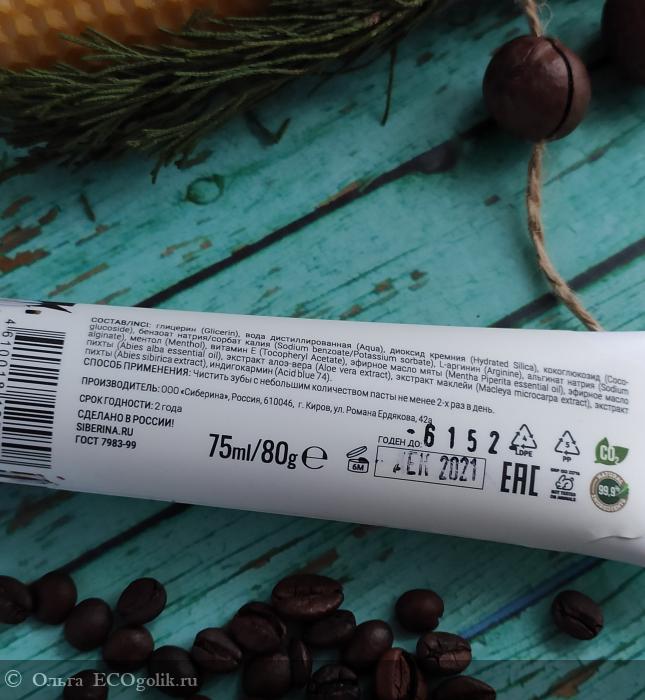 СОСТАВ/INCI: глицерин (Glicerin), вода дистиллированная (Aqua), диоксид кремния (Hydrated Silica), кокоглюкозид (Coco-
glucoside), бензоат натрия/сорбат калия (Sodium benzoate/Potassium sorbate), L-аргинин (Arginine), альгинат натрия (Sodium
alginate), ментол (Menthol), витамин Е (Tocopheryl Acetate), эфирное масло мяты (Mentha Piperita essential oil), эфирное масло
пихты (Abies alba essential oil), экстракт алоэ-вера (Aloe vera extract), экстракт маклейи (Macleya microcarpa extract), экстракт
пихты (Abies sibirica extract), индигокармин (Acid blue 74).
СПОСОБ ПРИМЕНЕНИЯ: Чистить зубы с небольшим количеством пасты не менее 2-х раз в день.
ПРОИЗВОДИТЕЛЬ: ООО «Сиберина», Россия, 610046, г. Киров, ул. Романа Ердякова, 42а
СРОК ГОДНОСТИ: 2 года
СДЕЛАНО В РОССИИ!
SIBERINA.RU
ГОСТ 7983-99
75ml/80g e
6M
ГОДЕН ДО:
6152
ДЕК 2021
LDPE
5
PP
CO2
EAC
NOT TESTED
ON ANIMALS
NATURAL
99,9%
© Ольга ECOgolik.ru